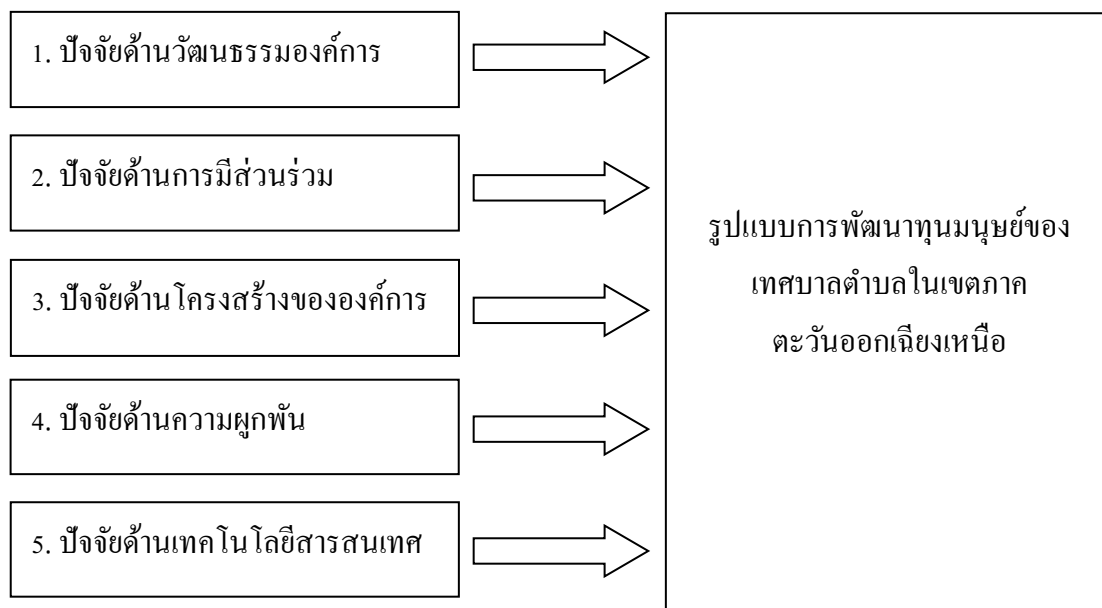 1. ปัจจัยด้านวัฒนธรรมองค์การ
2. ปัจจัยด้านการมีส่วนร่วม
3. ปัจจัยด้านโครงสร้างขององค์การ
4. ปัจจัยด้านความผูกพัน
5. ปัจจัยด้านเทคโนโลยีสารสนเทศ
รูปแบบการพัฒนาทุนมนุษย์ของ
เทศบาลตำบลในเขตภาค
ตะวันออกเฉียงเหนือ